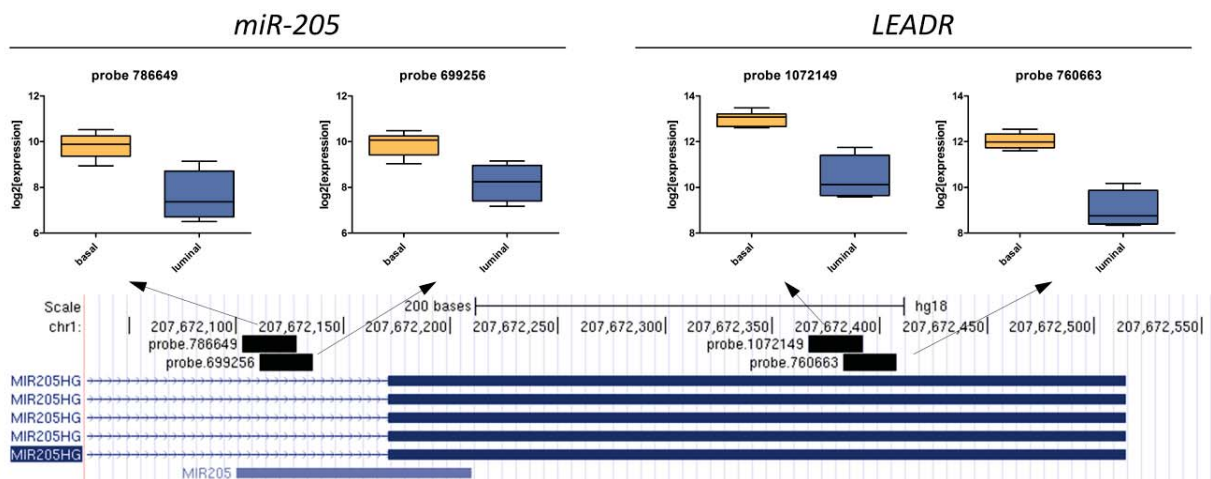 miR-205
LEADR
probe 786649
probe 699256
probe 1072149
probe 760663
12
10
8
6
log2[expression]
basal
luminal
12
10
8
6
log2[expression]
basal
luminal
14
12
10
8
log2[expression]
basal
luminal
14
12
10
8
log2[expression]
basal
luminal
Scale
200 bases
hg18
chr1:
207,672,100
207,672,150
207,672,200
207,672,250
207,672,300
207,672,350
207,672,400
207,672,450
207,672,500
207,672,550
probe.786649
probe.1072149
probe.699256
probe.760663
MIR205HG
MIR205HG
MIR205HG
MIR205HG
MIR205HG
MIR205